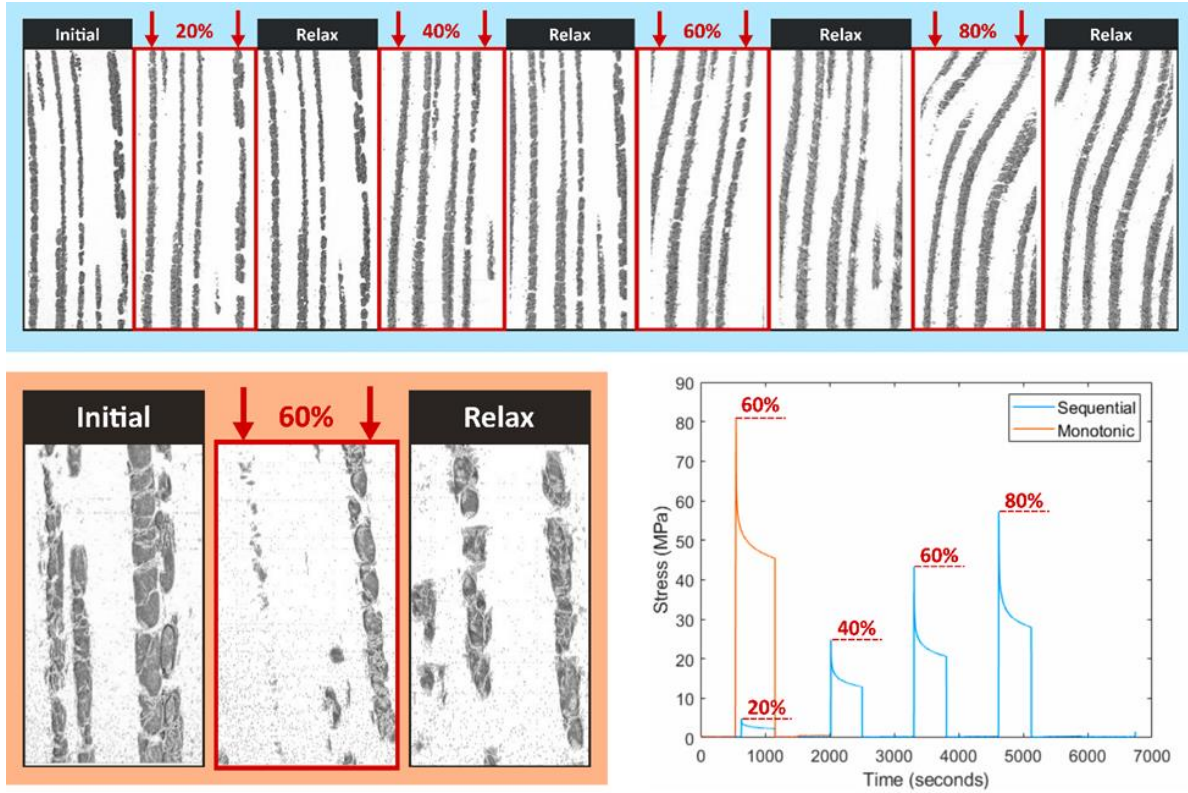 Initial 20% Relax 40% Relax 60% Relax 80% Relax
Initial 60% Relax
90
80
70
60
50
40
30
20
10
0
Stress (MPa)
60%
20%
40%
60%
80%
Sequential
Monotonic
0 1000 2000 3000 4000 5000 6000 7000
Time (seconds)